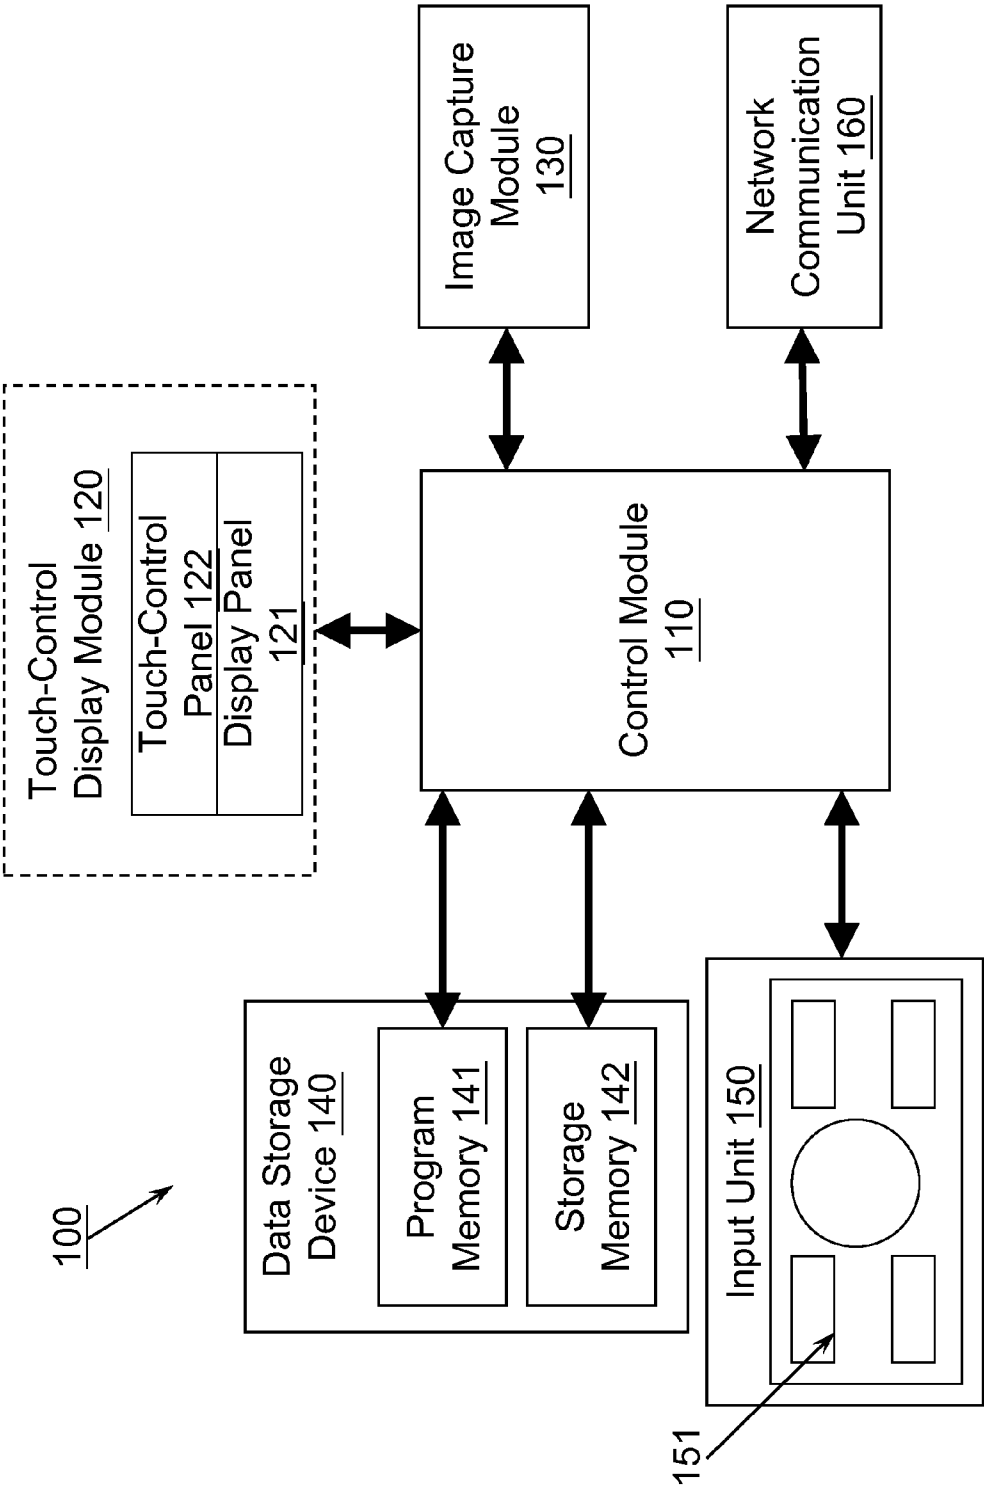 100
Touch-Control
Display Module 120
Touch-Control
Panel 122
Display Panel
121
Data Storage
Device 140
Program
Memory 141
Storage
Memory 142
Control Module
110
Image Capture
Module
130
Network
Communication
Unit 160
Input Unit 150
151